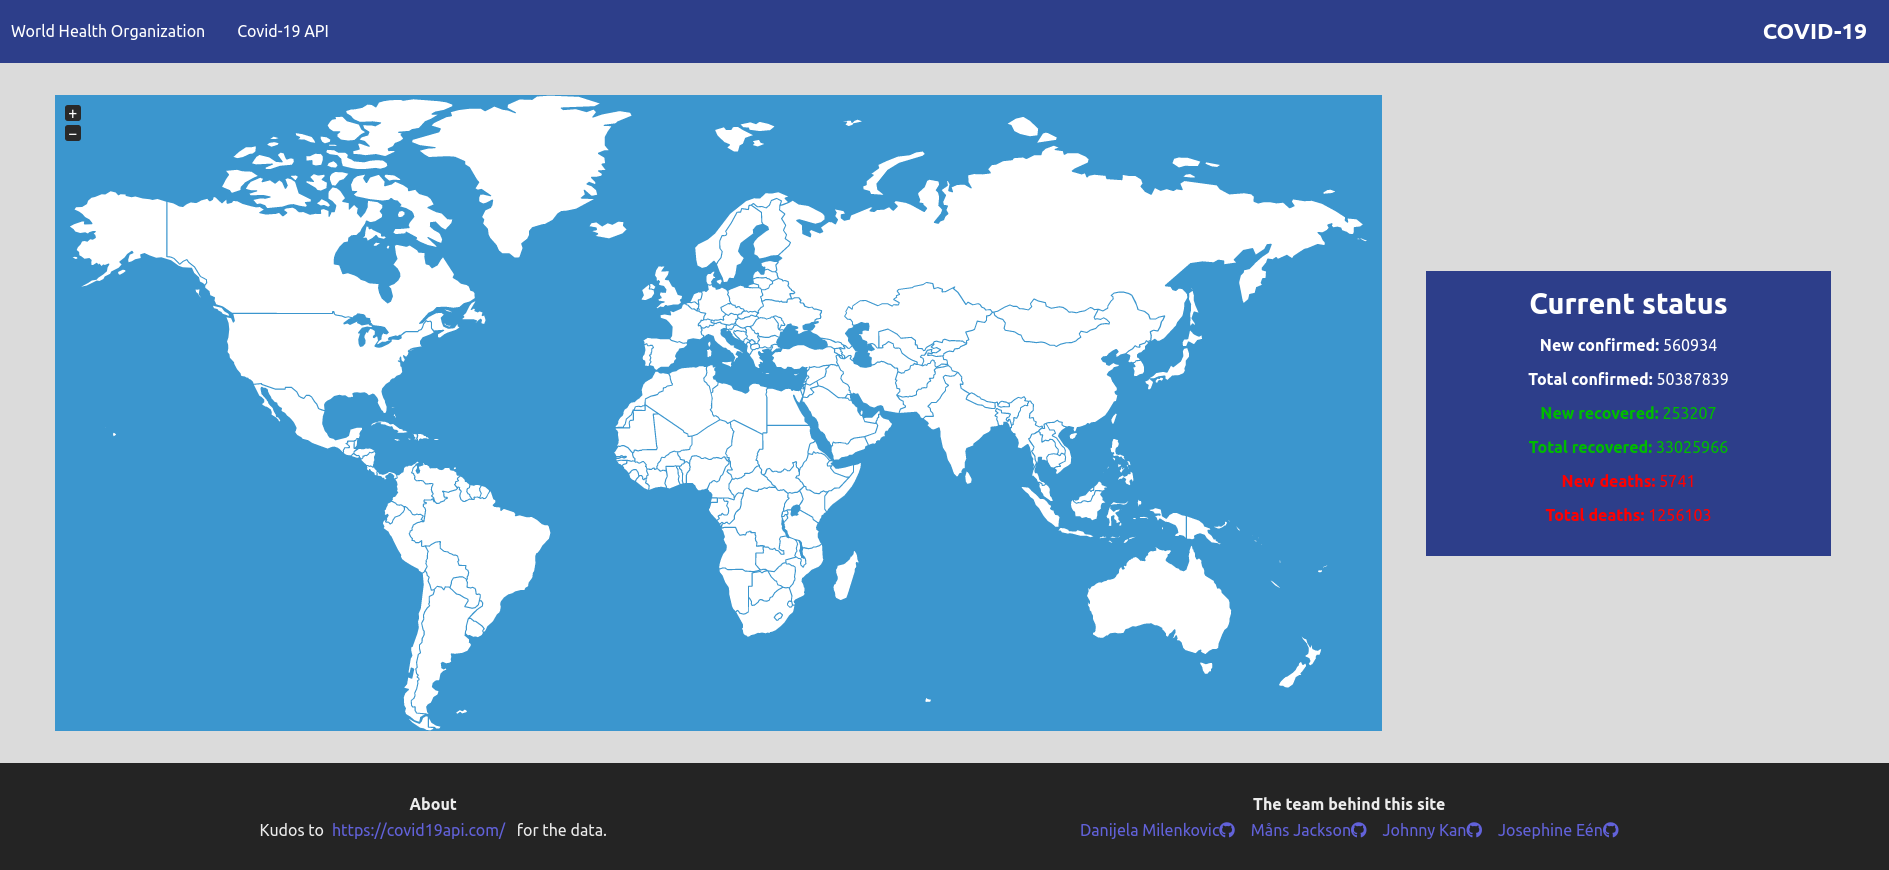 World Health Organization Covid-19 API COVID-19
+
−
Current status
New confirmed: 560934
Total confirmed: 50387839
New recovered: 253207
Total recovered: 33025966
New deaths: 5741
Total deaths: 1256103
About
Kudos to https://covid19api.com/ for the data.
The team behind this site
Danijela Milenkovic Måns Jackson Johnny Kan Josephine Eén